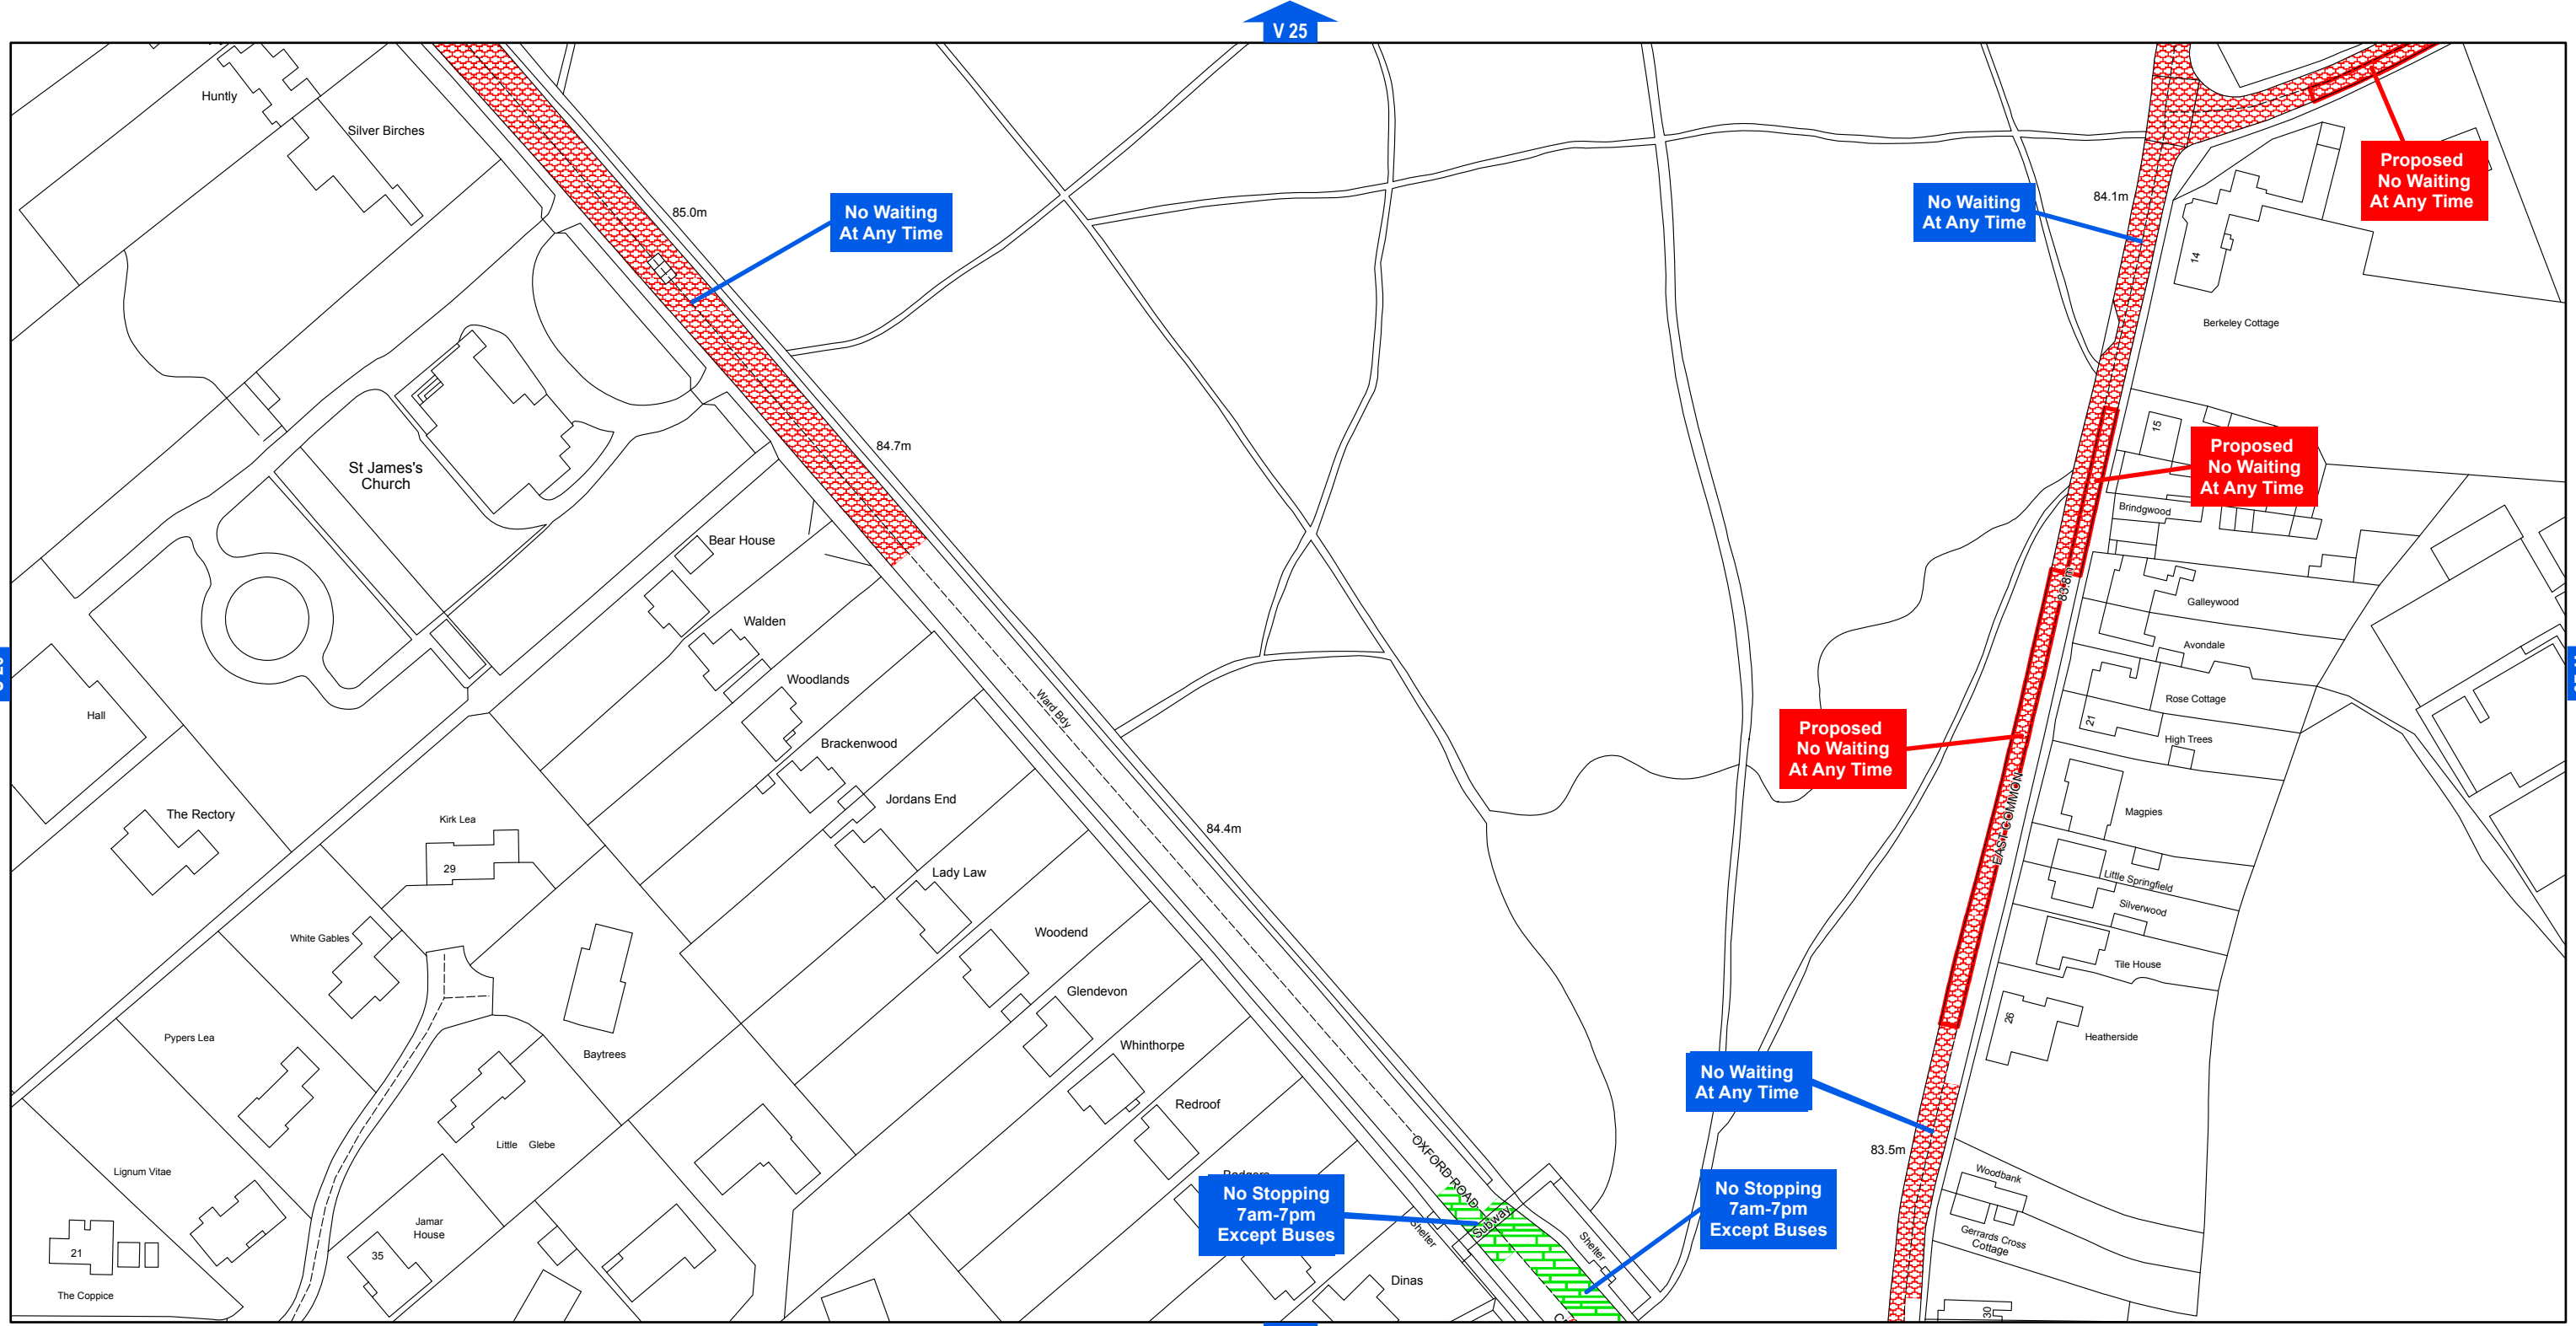 V 25
Huntly
Silver Birches
85.0m
No Waiting
At Any Time
No Waiting
At Any Time
84.1m
Proposed
No Waiting
At Any Time
14
Berkeley Cottage
St James's
Church
84.7m
15
Proposed
No Waiting
At Any Time
Brindgwood
Bear House
83.8m
Galleywood
Walden
Avondale
Woodlands
Ward Bdy
Rose Cottage
Hall
21
High Trees
Brackenwood
Proposed
No Waiting
At Any Time
Jordans End
EAST COMMON
Magpies
The Rectory
Kirk Lea
29
84.4m
Lady Law
Little Springfield
Silverwood
White Gables
Woodend
Tile House
Glendevon
26
Heatherside
Pypers Lea
Baytrees
Whinthorpe
No Waiting
At Any Time
Redroof
Little Glebe
OXFORD ROAD
83.5m
Lignum Vitae
Woodbank
No Stopping
7am-7pm
Except Buses
No Stopping
7am-7pm
Except Buses
Subway
Shelter
Shelter
Jamar
House
35
21
Gerrards Cross
Cottage
Dinas
The Coppice
30